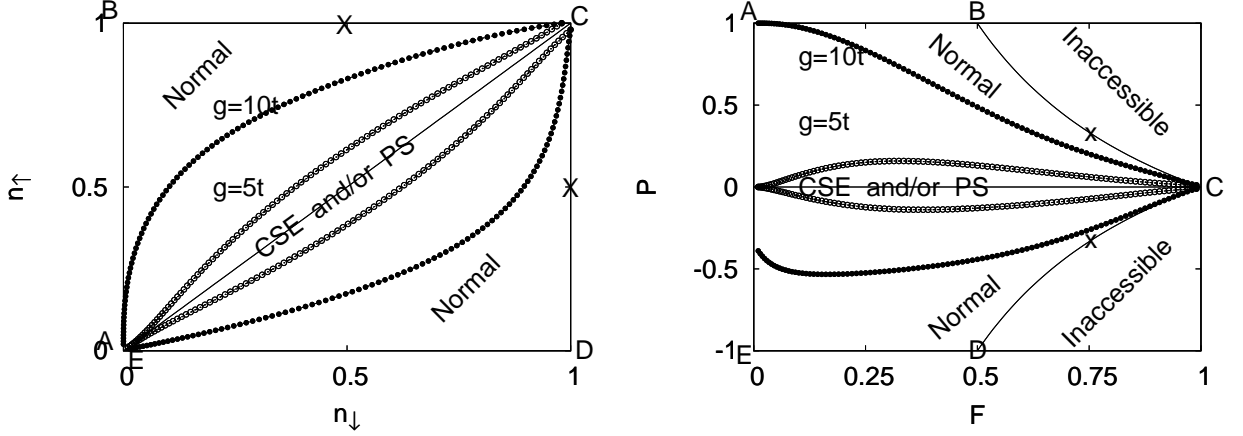 B
1
X
C
Normal
g=10t
n↑
0.5
g=5t
CSE and/or PS
X
Normal
A
0
E
D
0
0.5
1
n↓
A
B
1
Inaccessible
g=10t
Normal
0.5
g=5t
x
P
0
CSE and/or PS
C
-0.5
x
Normal
Inaccessible
-1
E
D
0
0.25
0.5
0.75
1
F